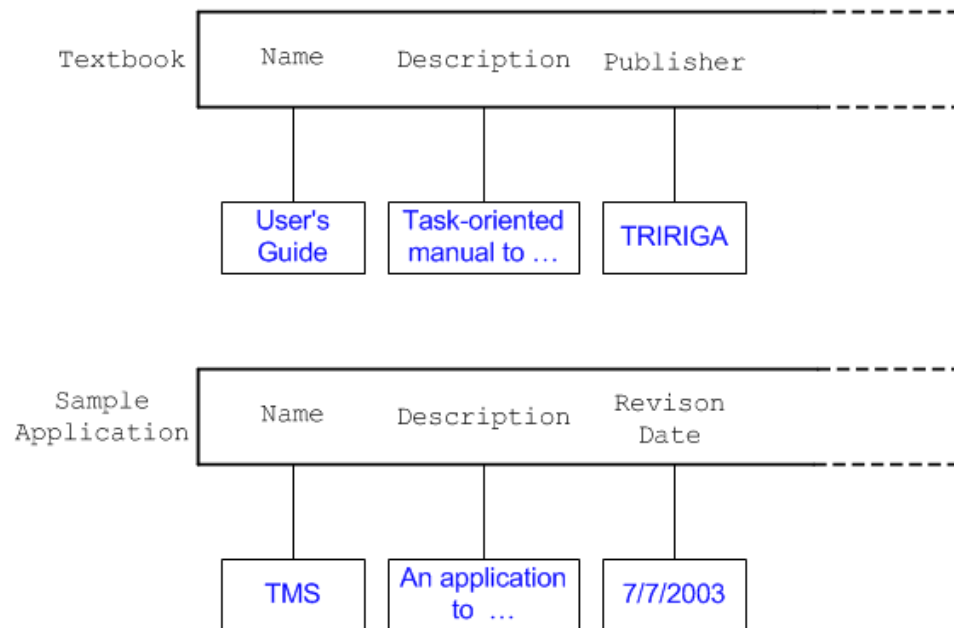 Textbook
Name
Description
Publisher
User's
Guide
Task-oriented
manual to …
TRIRIGA
Sample
Application
Name
Description
Revison
Date
TMS
An application
to …
7/7/2003